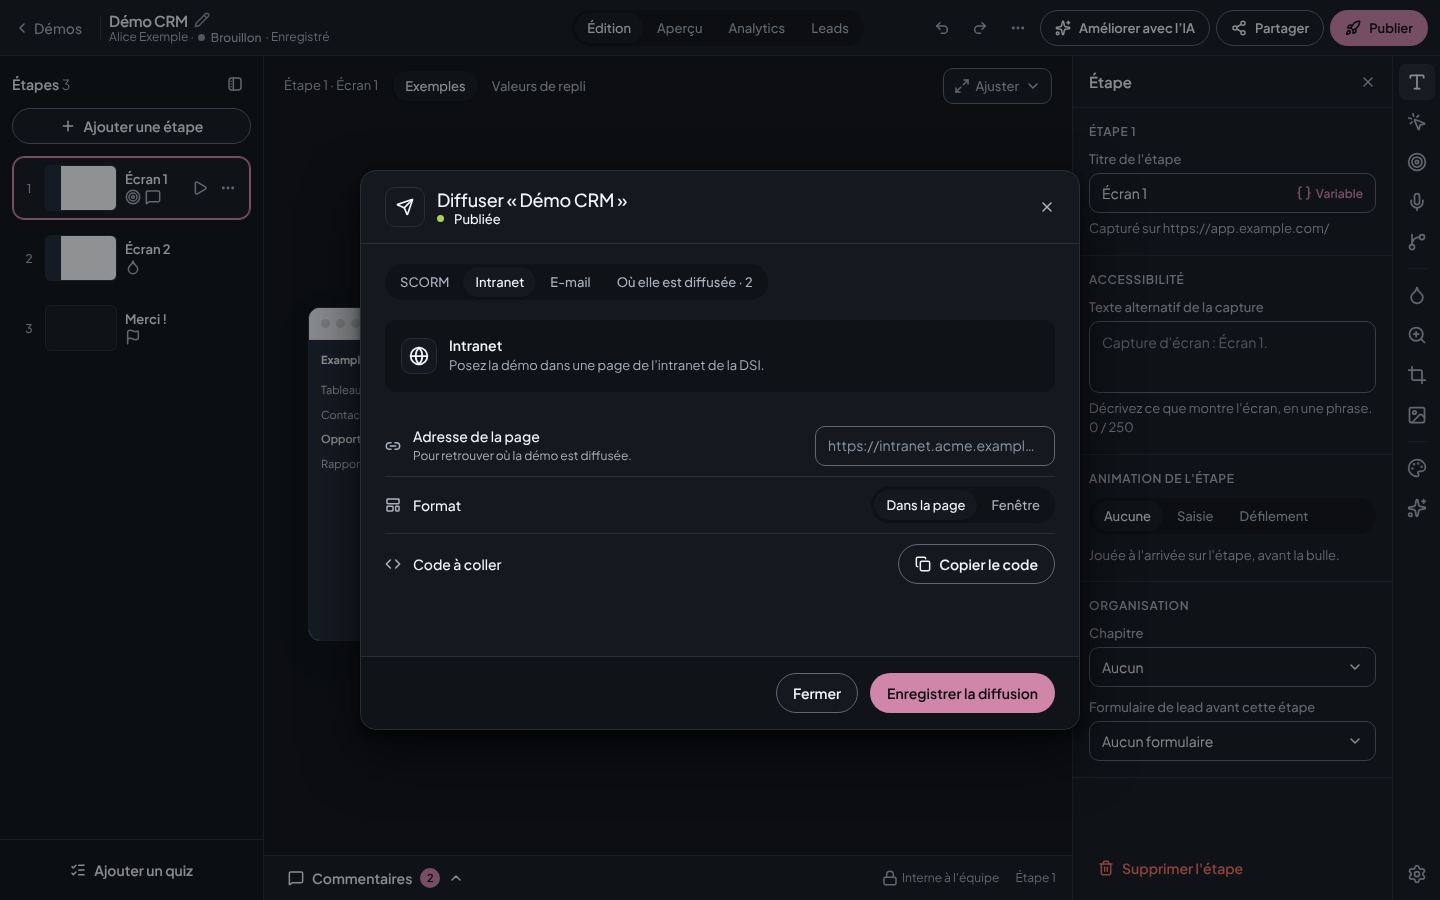 Démos
Démo CRM
Alice Exemple · Brouillon · Enregistré
Édition
Aperçu
Analytics
Leads
Améliorer avec l'IA
Partager
Publier
Étapes 3
Ajouter une étape
1
Écran 1
2
Écran 2
3
Merci !
Ajouter un quiz
Étape 1 · Écran 1
Exemples
Valeurs de repli
Ajuster
Tableau
Rappor
Diffuser « Démo CRM »
Publiée
SCORM
Intranet
E-mail
Où elle est diffusée · 2
Intranet
Posez la démo dans une page de l'intranet de la DSI.
Adresse de la page
Pour retrouver où la démo est diffusée.
https://intranet.acme.exampl...
Format
Dans la page
Fenêtre
Code à coller
Copier le code
Fermer
Enregistrer la diffusion
Commentaires 2
Interne à l'équipe
Étape 1
Étape
ÉTAPE 1
Titre de l'étape
Écran 1
{ } Variable
Capturé sur https://app.example.com/
ACCESSIBILITÉ
Texte alternatif de la capture
Capture d'écran : Écran 1.
Décrivez ce que montre l'écran, en une phrase.
0 / 250
ANIMATION DE L'ÉTAPE
Aucune
Saisie
Défilement
Jouée à l'arrivée sur l'étape, avant la bulle.
ORGANISATION
Chapitre
Aucun
Formulaire de lead avant cette étape
Aucun formulaire
Supprimer l'étape